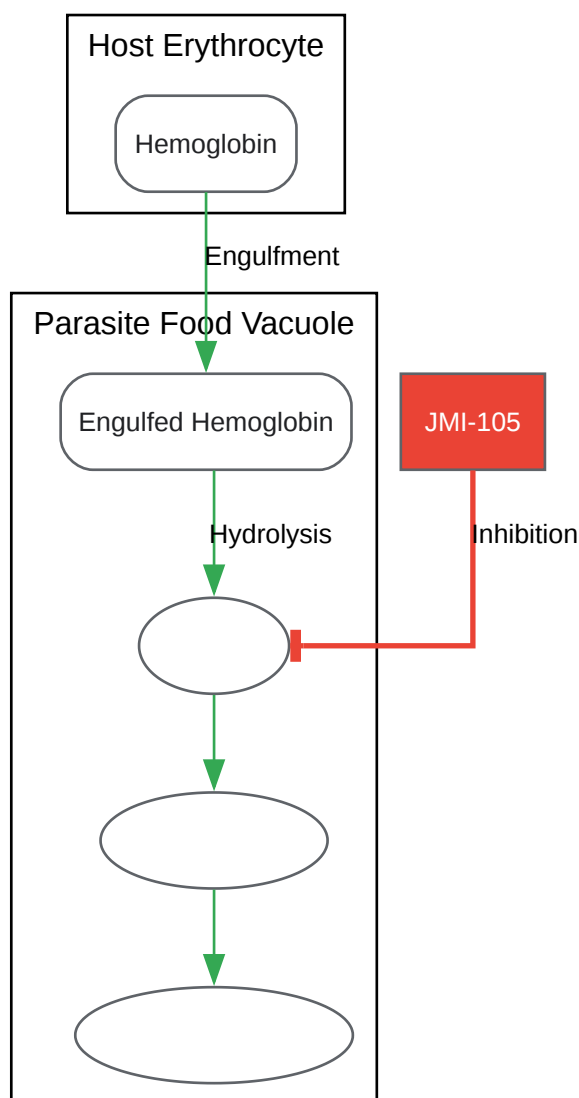 Host Erythrocyte
Hemoglobin
Engulfment
Parasite Food Vacuole
Engulfed Hemoglobin
JMI-105
Hydrolysis
Inhibition